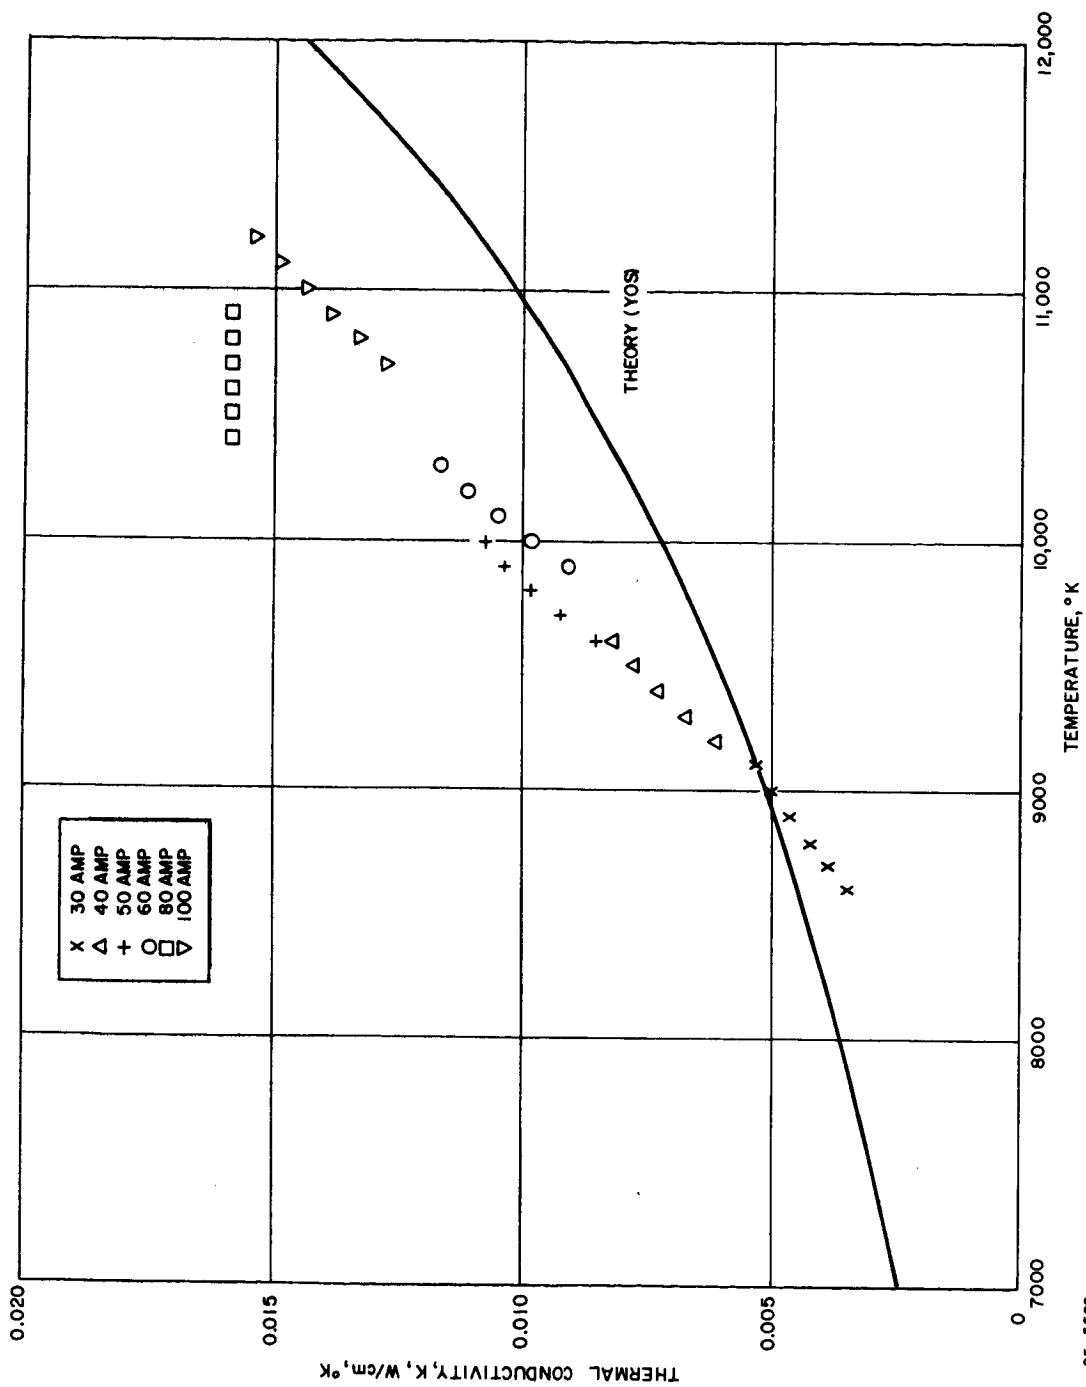 0.020
0.015
0.010
0.005
0
THERMAL CONDUCTIVITY, K, W/cm,°K
× 30 AMP
△ 40 AMP
+ 50 AMP
○ 60 AMP
□ 80 AMP
▽ 100 AMP
THEORY (YOS)
7000
8000
9000
10,000
11,000
12,000
TEMPERATURE, °K